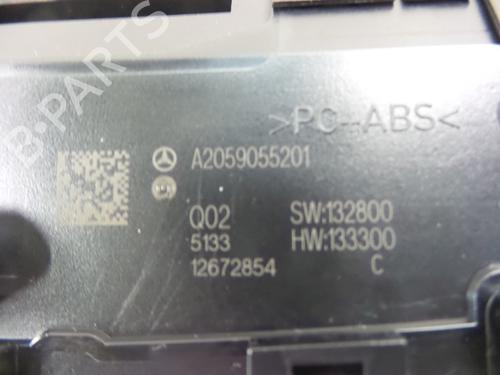 >PC-ABS<
A2059055201
Q02 SW:132800
5133 HW:133300
12672854 C
B-PARTS